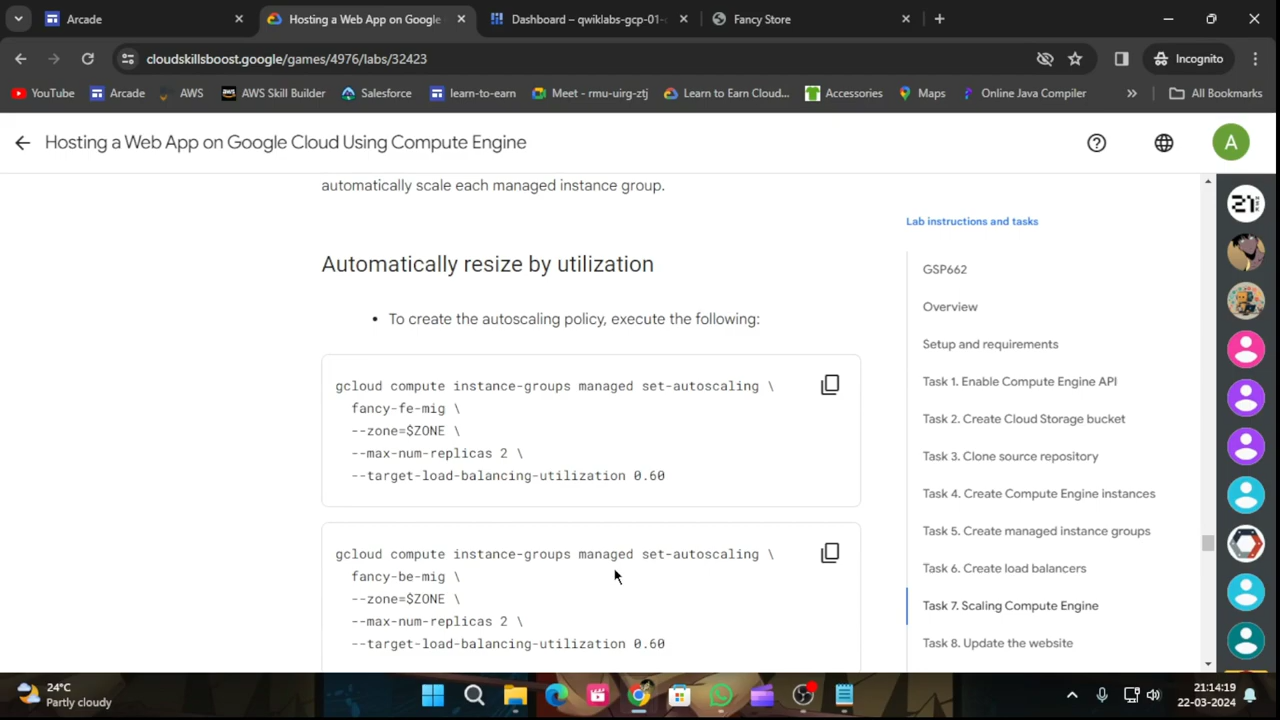 Arcade
Hosting a Web App on Google
Dashboard – qwiklabs-gcp-01-
Fancy Store
cloudskillsboost.google/games/4976/labs/32423
Incognito
YouTube
Arcade
AWS
AWS Skill Builder
Salesforce
learn-to-earn
Meet - rmu-uirg-ztj
Learn to Earn Cloud...
Accessories
Maps
Online Java Compiler
All Bookmarks
Hosting a Web App on Google Cloud Using Compute Engine
A
automatically scale each managed instance group.
Automatically resize by utilization
• To create the autoscaling policy, execute the following:
gcloud compute instance-groups managed set-autoscaling \
fancy-fe-mig \
--zone=$ZONE \
--max-num-replicas 2 \
--target-load-balancing-utilization 0.60
gcloud compute instance-groups managed set-autoscaling \
fancy-be-mig \
--zone=$ZONE \
--max-num-replicas 2 \
--target-load-balancing-utilization 0.60
Lab instructions and tasks
GSP662
Overview
Setup and requirements
Task 1. Enable Compute Engine API
Task 2. Create Cloud Storage bucket
Task 3. Clone source repository
Task 4. Create Compute Engine instances
Task 5. Create managed instance groups
Task 6. Create load balancers
Task 7. Scaling Compute Engine
Task 8. Update the website
24°C
Partly cloudy
21:14:19
22-03-2024